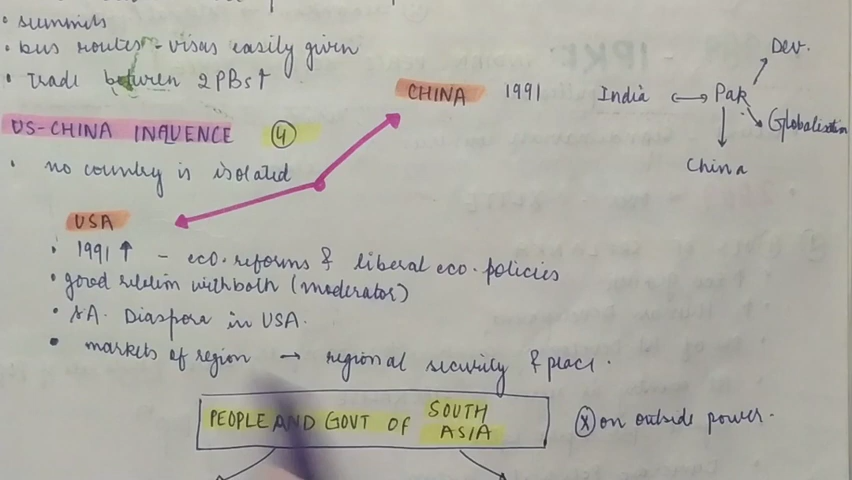 • summits
• bus routes - visas easily given
• trade between 2 PBs ↑
CHINA 1991 India ↔ Pak
Dev.
Globalisation
China
US-CHINA INFLUENCE ④
• no country is isolated
USA
• 1991 ↑ - eco. reforms & liberal eco. policies
• good reldion with both (moderator)
• SA. Diaspora in USA.
• markets of region → regional security & peace.
PEOPLE AND GOVT OF SOUTH ASIA
ⓧ on outside power.